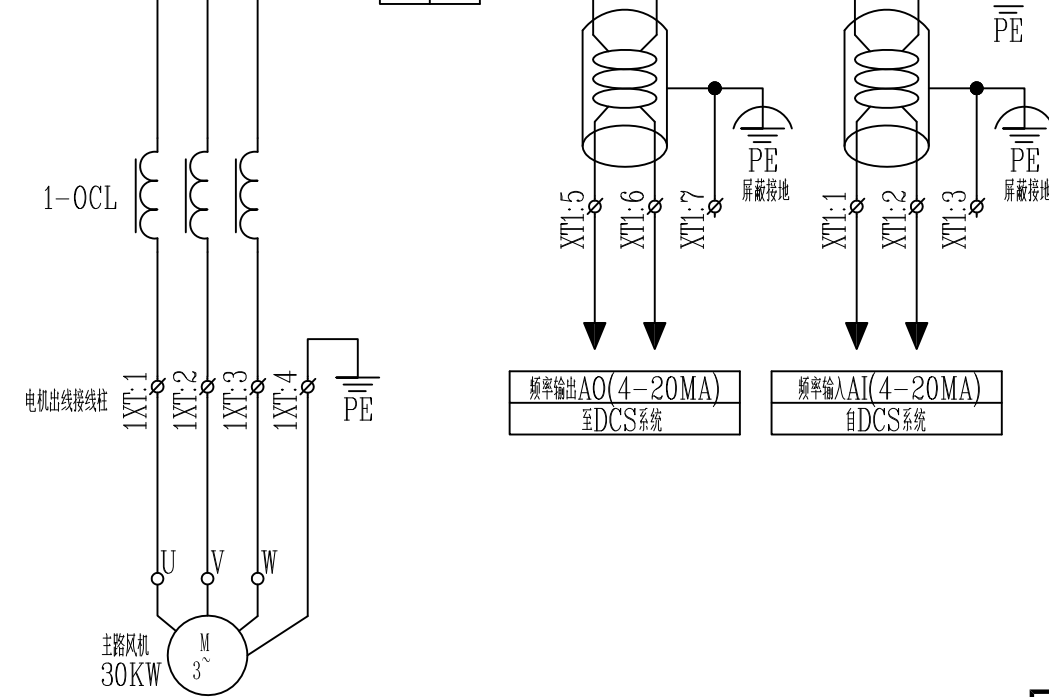 PE
1-OCL
XT1:5
XT1:6
XT1:7
PE
屏蔽接地
XT1:1
XT1:2
XT1:3
PE
屏蔽接地
电机出线接线柱
1XT:1
1XT:2
1XT:3
1XT:4
PE
频率输出AO(4-20MA)
至DCS系统
频率输入AI(4-20MA)
自DCS系统
U
V
W
主路风机
30KW
M
3~